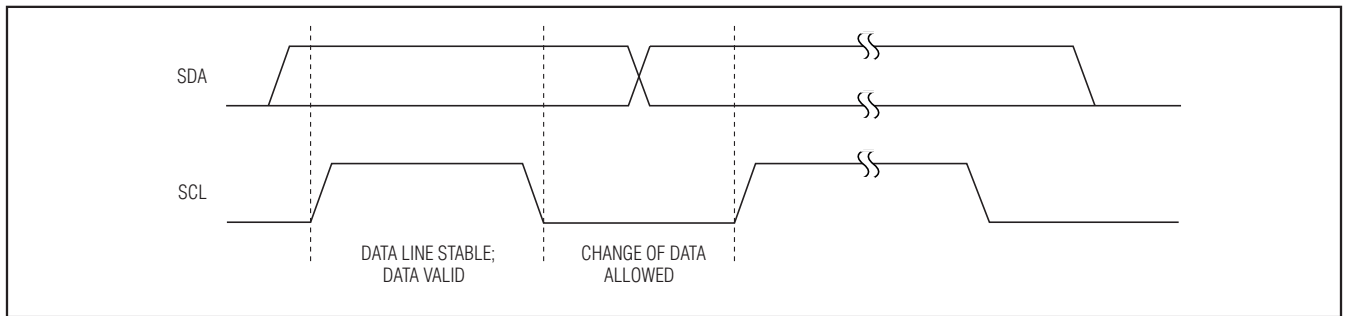 SDA
SCL
DATA LINE STABLE;
DATA VALID
CHANGE OF DATA
ALLOWED